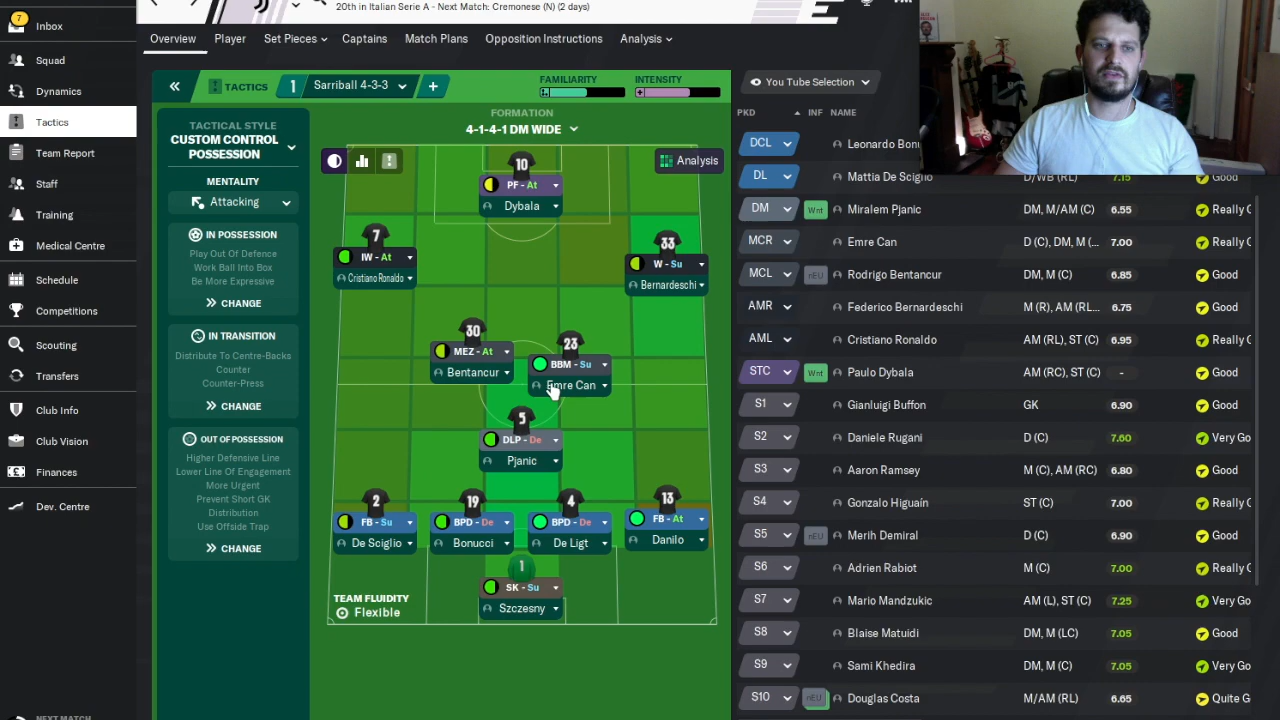 7
Inbox
20th in Italian Serie A - Next Match: Cremonese (N) (2 days)
Overview Player Set Pieces Captains Match Plans Opposition Instructions Analysis
Squad
Dynamics
Tactics
Team Report
Staff
Training
Medical Centre
Schedule
Competitions
Scouting
Transfers
Club Info
Club Vision
Finances
Dev. Centre
NEXT MATCH
TACTICS 1 Sarriball 4-3-3
FAMILIARITY
INTENSITY
TACTICAL STYLE
CUSTOM CONTROL
POSSESSION
MENTALITY
Attacking
IN POSSESSION
Play Out Of Defence
Work Ball Into Box
Be More Expressive
CHANGE
IN TRANSITION
Distribute To Centre-Backs
Counter
Counter-Press
CHANGE
OUT OF POSSESSION
Higher Defensive Line
Lower Line Of Engagement
More Urgent
Prevent Short GK
Distribution
Use Offside Trap
CHANGE
FORMATION
4-1-4-1 DM WIDE
Analysis
10
PF - At
Dybala
7
IW - At
Cristiano Ronaldo
33
W - Su
Bernardeschi
30
MEZ - At
Bentancur
23
BBM - Su
Emre Can
5
DLP - De
Pjanic
2
FB - Su
De Sciglio
19
BPD - De
Bonucci
4
BPD - De
De Ligt
13
FB - At
Danilo
1
SK - Su
Szczesny
TEAM FLUIDITY
Flexible
You Tube Selection
PKD INF NAME
DCL Leonardo Bonu
DL Mattia De Sciglio D/WB (RL) 7.15 Good
DM Wnt Miralem Pjanic DM, M/AM (C) 6.55 Really G
MCR Emre Can D (C), DM, M (... 7.00 Really G
MCL nEU Rodrigo Bentancur DM, M (C) 6.85 Good
AMR Federico Bernardeschi M (R), AM (RL... 6.75 Good
AML Cristiano Ronaldo AM (RL), ST (C) 6.95 Really G
STC Wnt Paulo Dybala AM (RC), ST (C) - Good
S1 Gianluigi Buffon GK 6.90 Good
S2 Daniele Rugani D (C) 7.60 Very Go
S3 Aaron Ramsey M (C), AM (RC) 6.80 Good
S4 Gonzalo Higuaín ST (C) 7.00 Really G
S5 nEU Merih Demiral D (C) 6.90 Good
S6 Adrien Rabiot M (C) 7.00 Really G
S7 Mario Mandzukic AM (L), ST (C) 7.25 Very Go
S8 Blaise Matuidi DM, M (LC) 7.05 Good
S9 Sami Khedira DM, M (C) 7.05 Very Go
S10 nEU Douglas Costa M/AM (RL) 6.65 Quite G